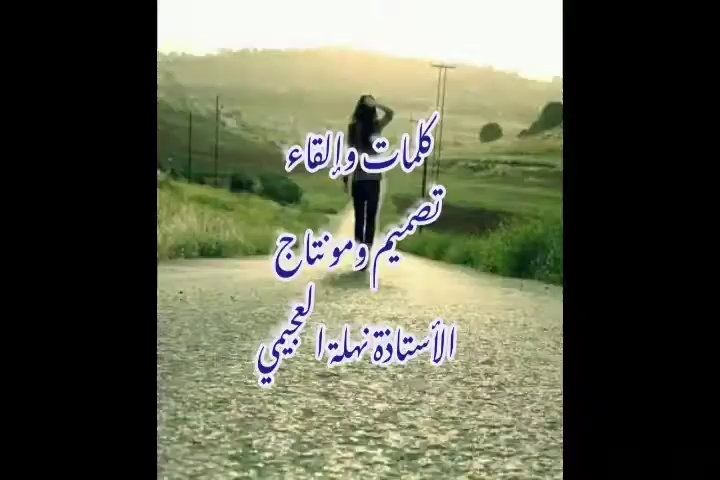 كلمات وإلقاء
تصميم ومونتاج
الأستاذة نهلة العجيمي